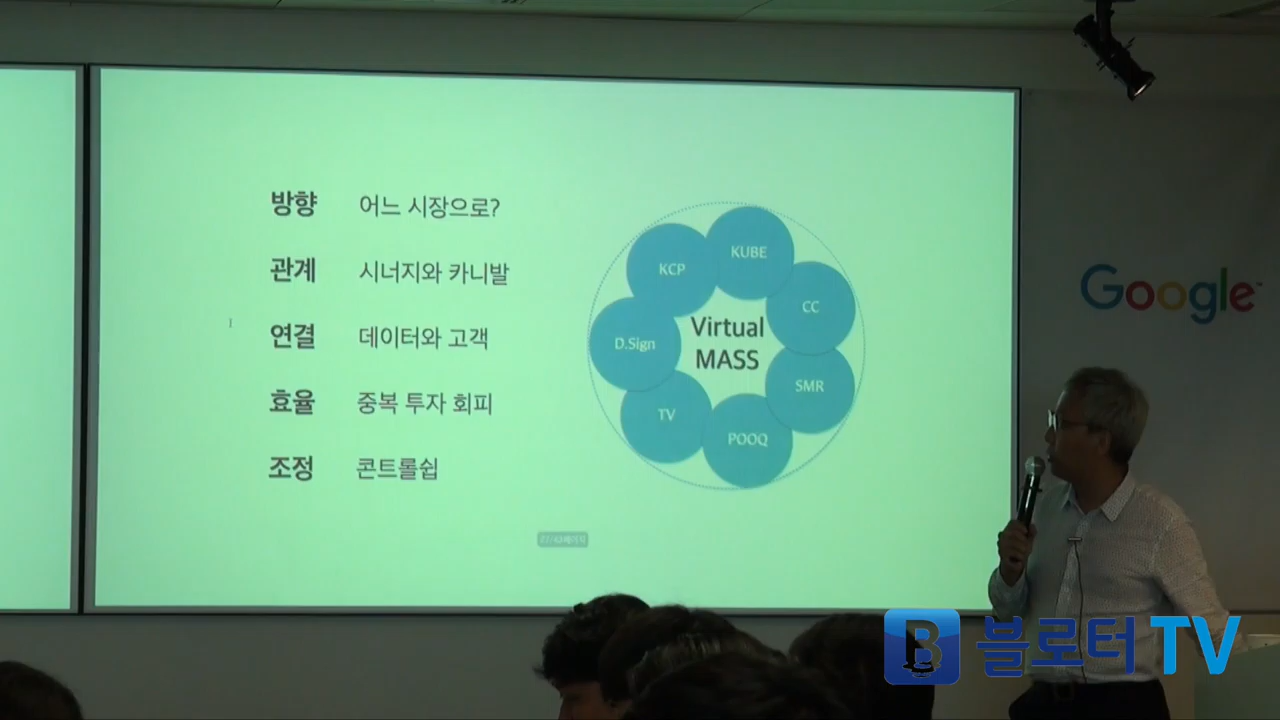 방향 어느 시장으로?
관계 시너지와 카니발
연결 데이터와 고객
효율 중복 투자 회피
조정 콘트롤쉽
KUBE
KCP
CC
D.Sign
Virtual
MASS
SMR
TV
POOQ
Google
B 블로터TV